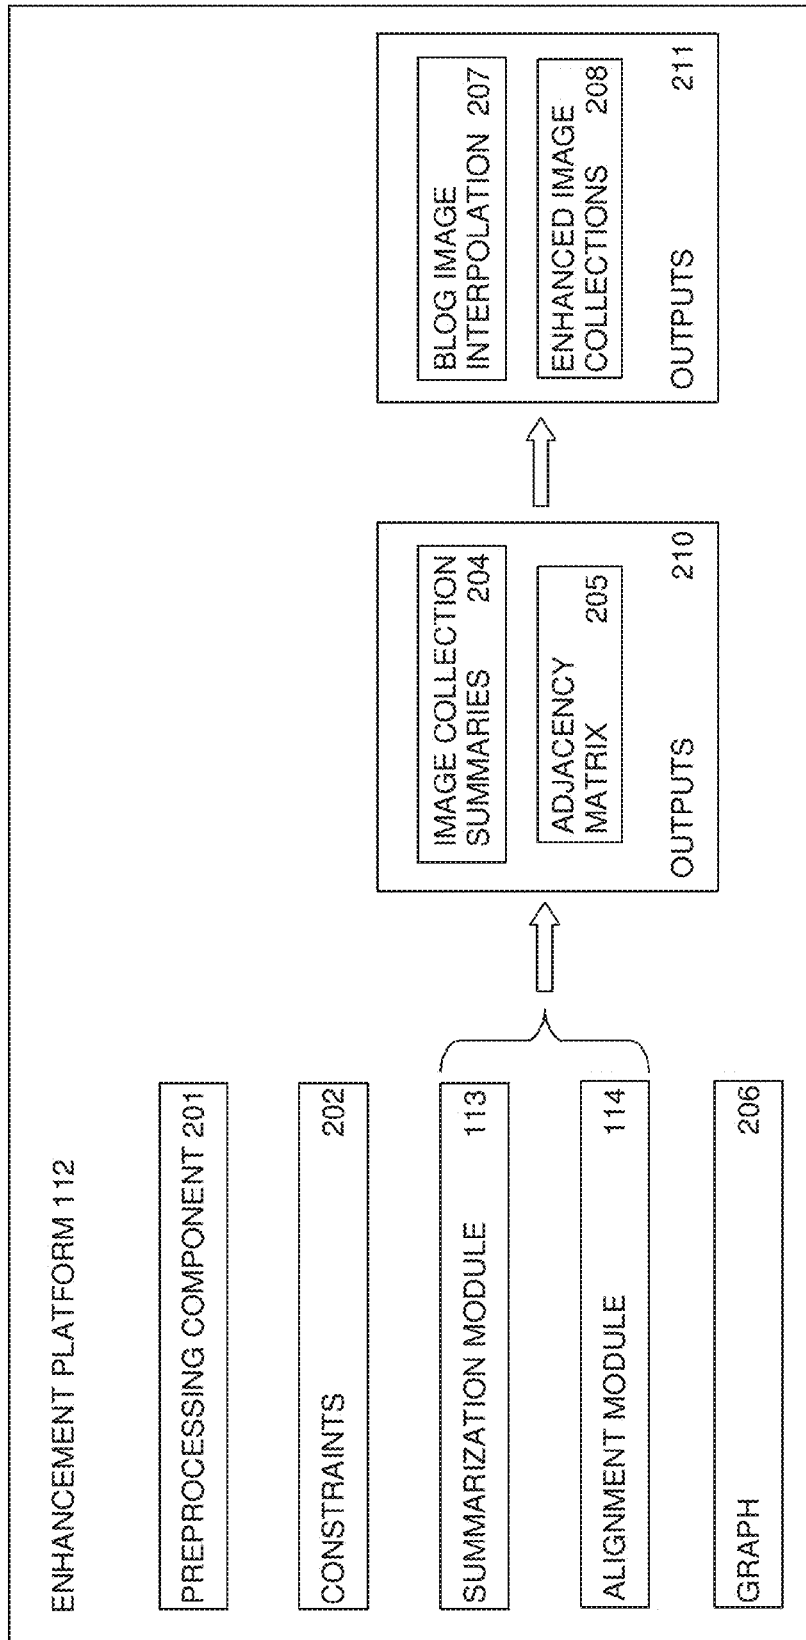 ENHANCEMENT PLATFORM 112
PREPROCESSING COMPONENT 201
CONSTRAINTS 202
SUMMARIZATION MODULE 113
ALIGNMENT MODULE 114
GRAPH 206
IMAGE COLLECTION
SUMMARIES 204
ADJACENCY
MATRIX 205
OUTPUTS 210
BLOG IMAGE
INTERPOLATION 207
ENHANCED IMAGE
COLLECTIONS 208
OUTPUTS 211